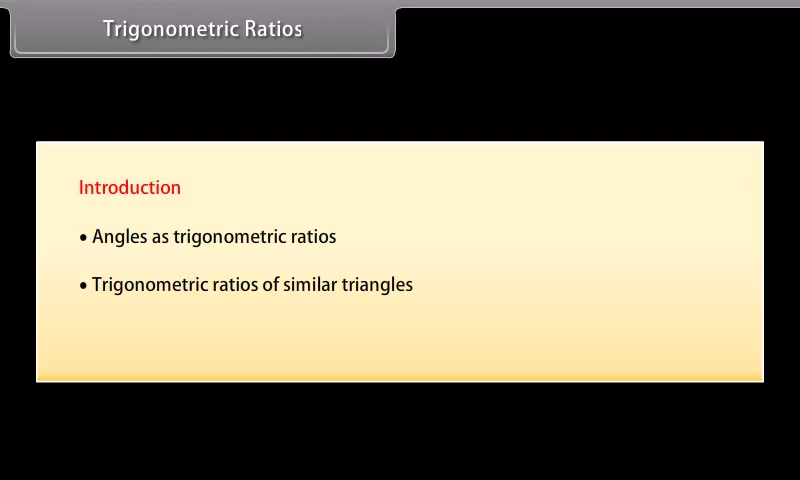 Trigonometric Ratios
Introduction
• Angles as trigonometric ratios
• Trigonometric ratios of similar triangles